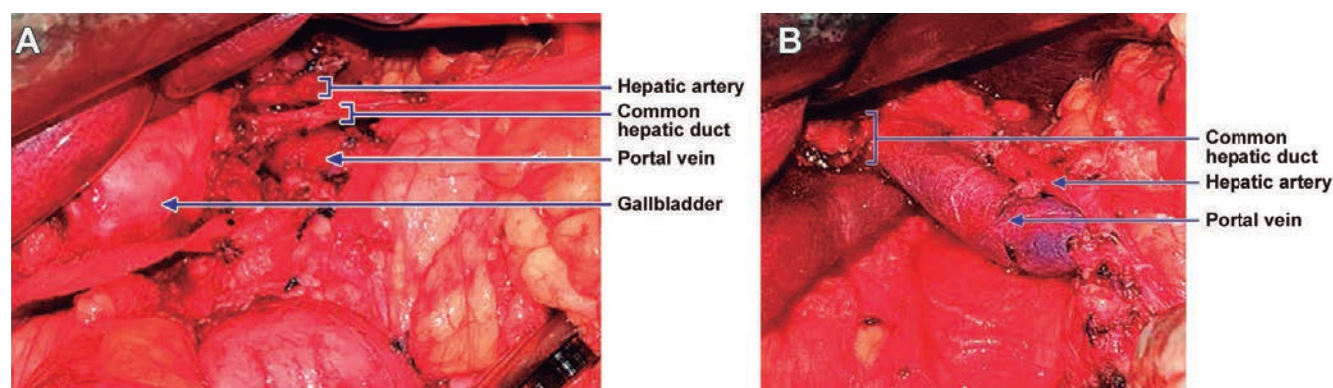 A
Hepatic artery
Common
hepatic duct
Portal vein
Gallbladder
B
Common
hepatic duct
Hepatic artery
Portal vein